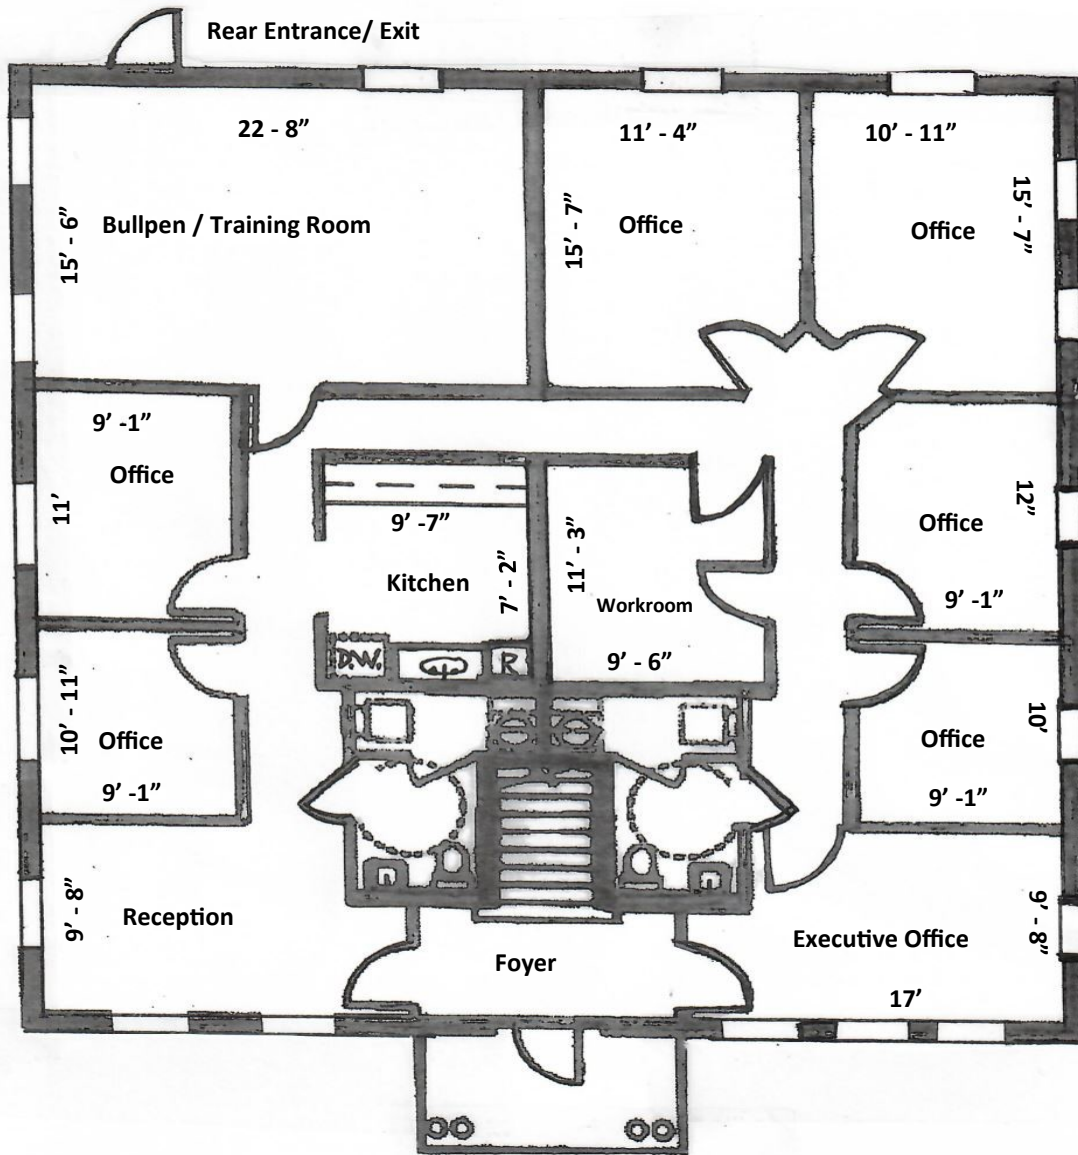 Rear Entrance/ Exit
22 - 8”
11’ - 4”
10’ - 11”
15’ - 6”
Bullpen / Training Room
15’ - 7”
Office
Office
15’ - 7”
9’ -1”
Office
11’
9’ -7”
Kitchen
7’ - 2”
11’ - 3”
Workroom
9’ - 6”
Office
12”
9’ -1”
D.W.
R
10’ - 11”
Office
9’ -1”
Office
10’
9’ -1”
9’ - 8”
Reception
Foyer
Executive Office
9’ - 8”
17’